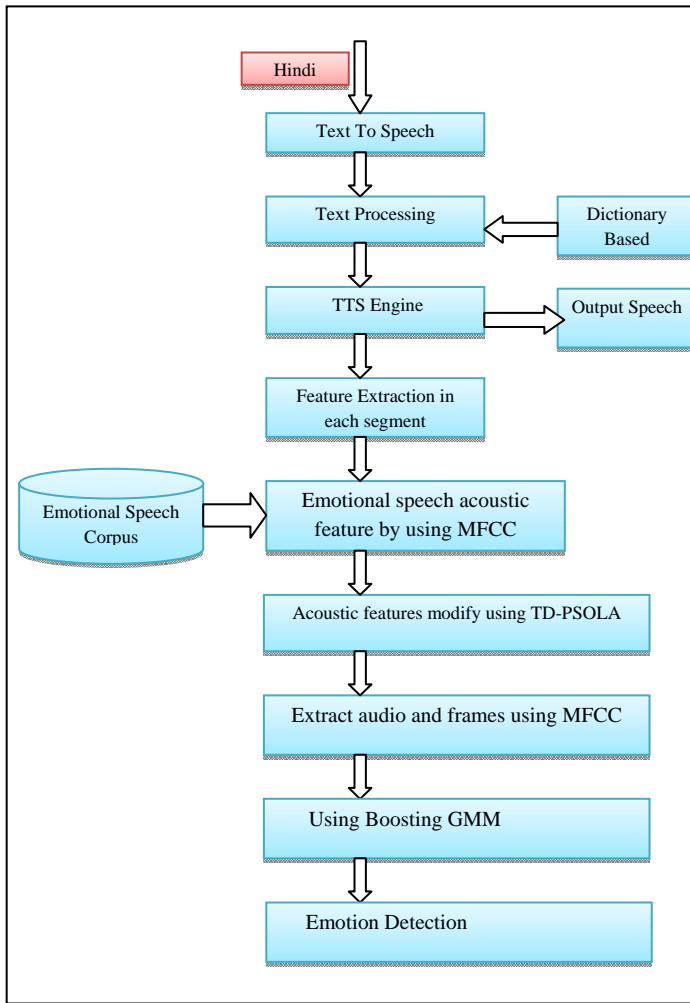 Hindi
Text To Speech
Text Processing
Dictionary
Based
TTS Engine
Output Speech
Feature Extraction in
each segment
Emotional Speech
Corpus
Emotional speech acoustic
feature by using MFCC
Acoustic features modify using TD-PSOLA
Extract audio and frames using MFCC
Using Boosting GMM
Emotion Detection